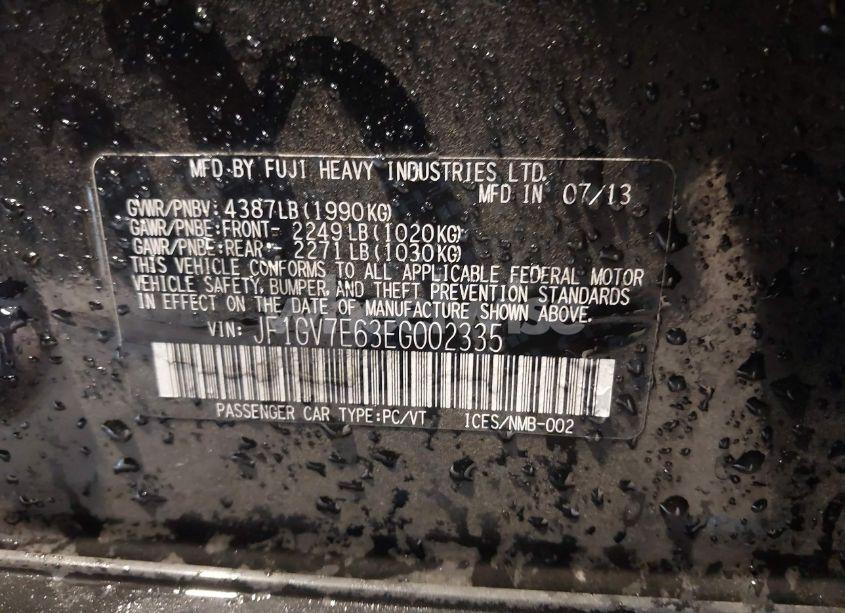 MFD BY FUJI HEAVY INDUSTRIES LTD.
MFD IN 07/13
GVWR/PNBV: 4387LB(1990KG)
GAWR/PNBE:FRONT- 2249LB(1020KG)
GAWR/PNBE:REAR- 2271LB(1030KG)
THIS VEHICLE CONFORMS TO ALL APPLICABLE FEDERAL MOTOR
VEHICLE SAFETY, BUMPER, AND THEFT PREVENTION STANDARDS
IN EFFECT ON THE DATE OF MANUFACTURE SHOWN ABOVE.
VIN: JF1GV7E63EG002335
PASSENGER CAR TYPE:PC/VT ICES/NMB-002